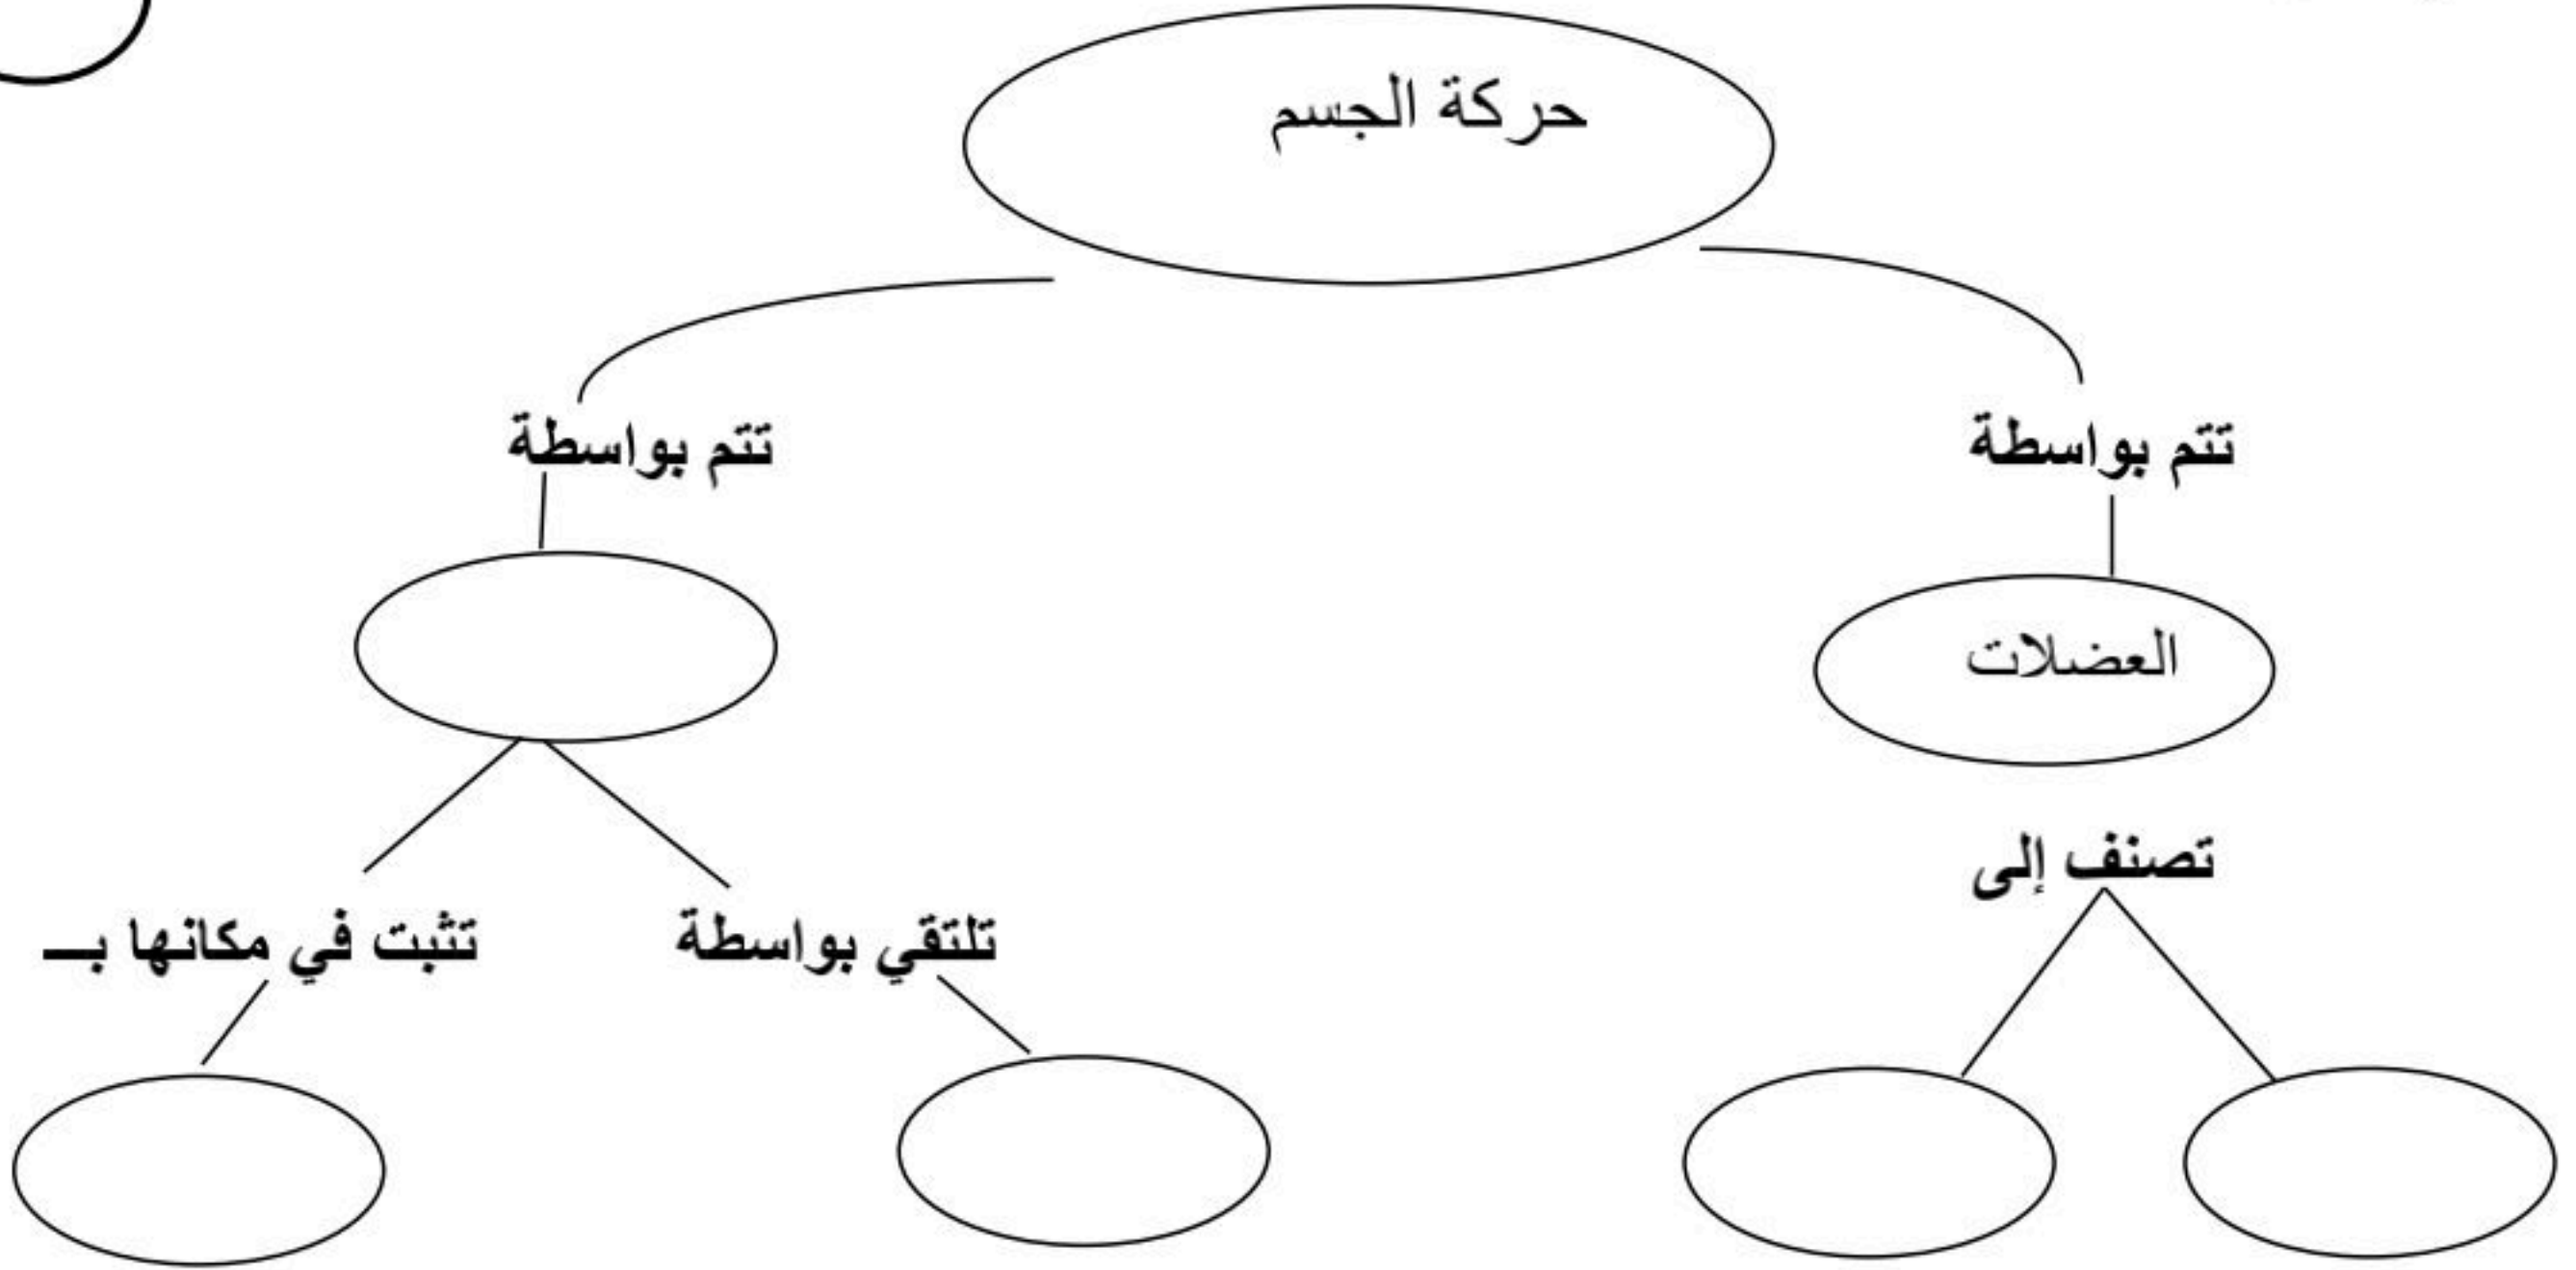 حركة الجسم
تتم بواسطة
تتم بواسطة
العضلات
تصنف إلى
تلتقي بواسطة
تثبت في مكانها بـــ